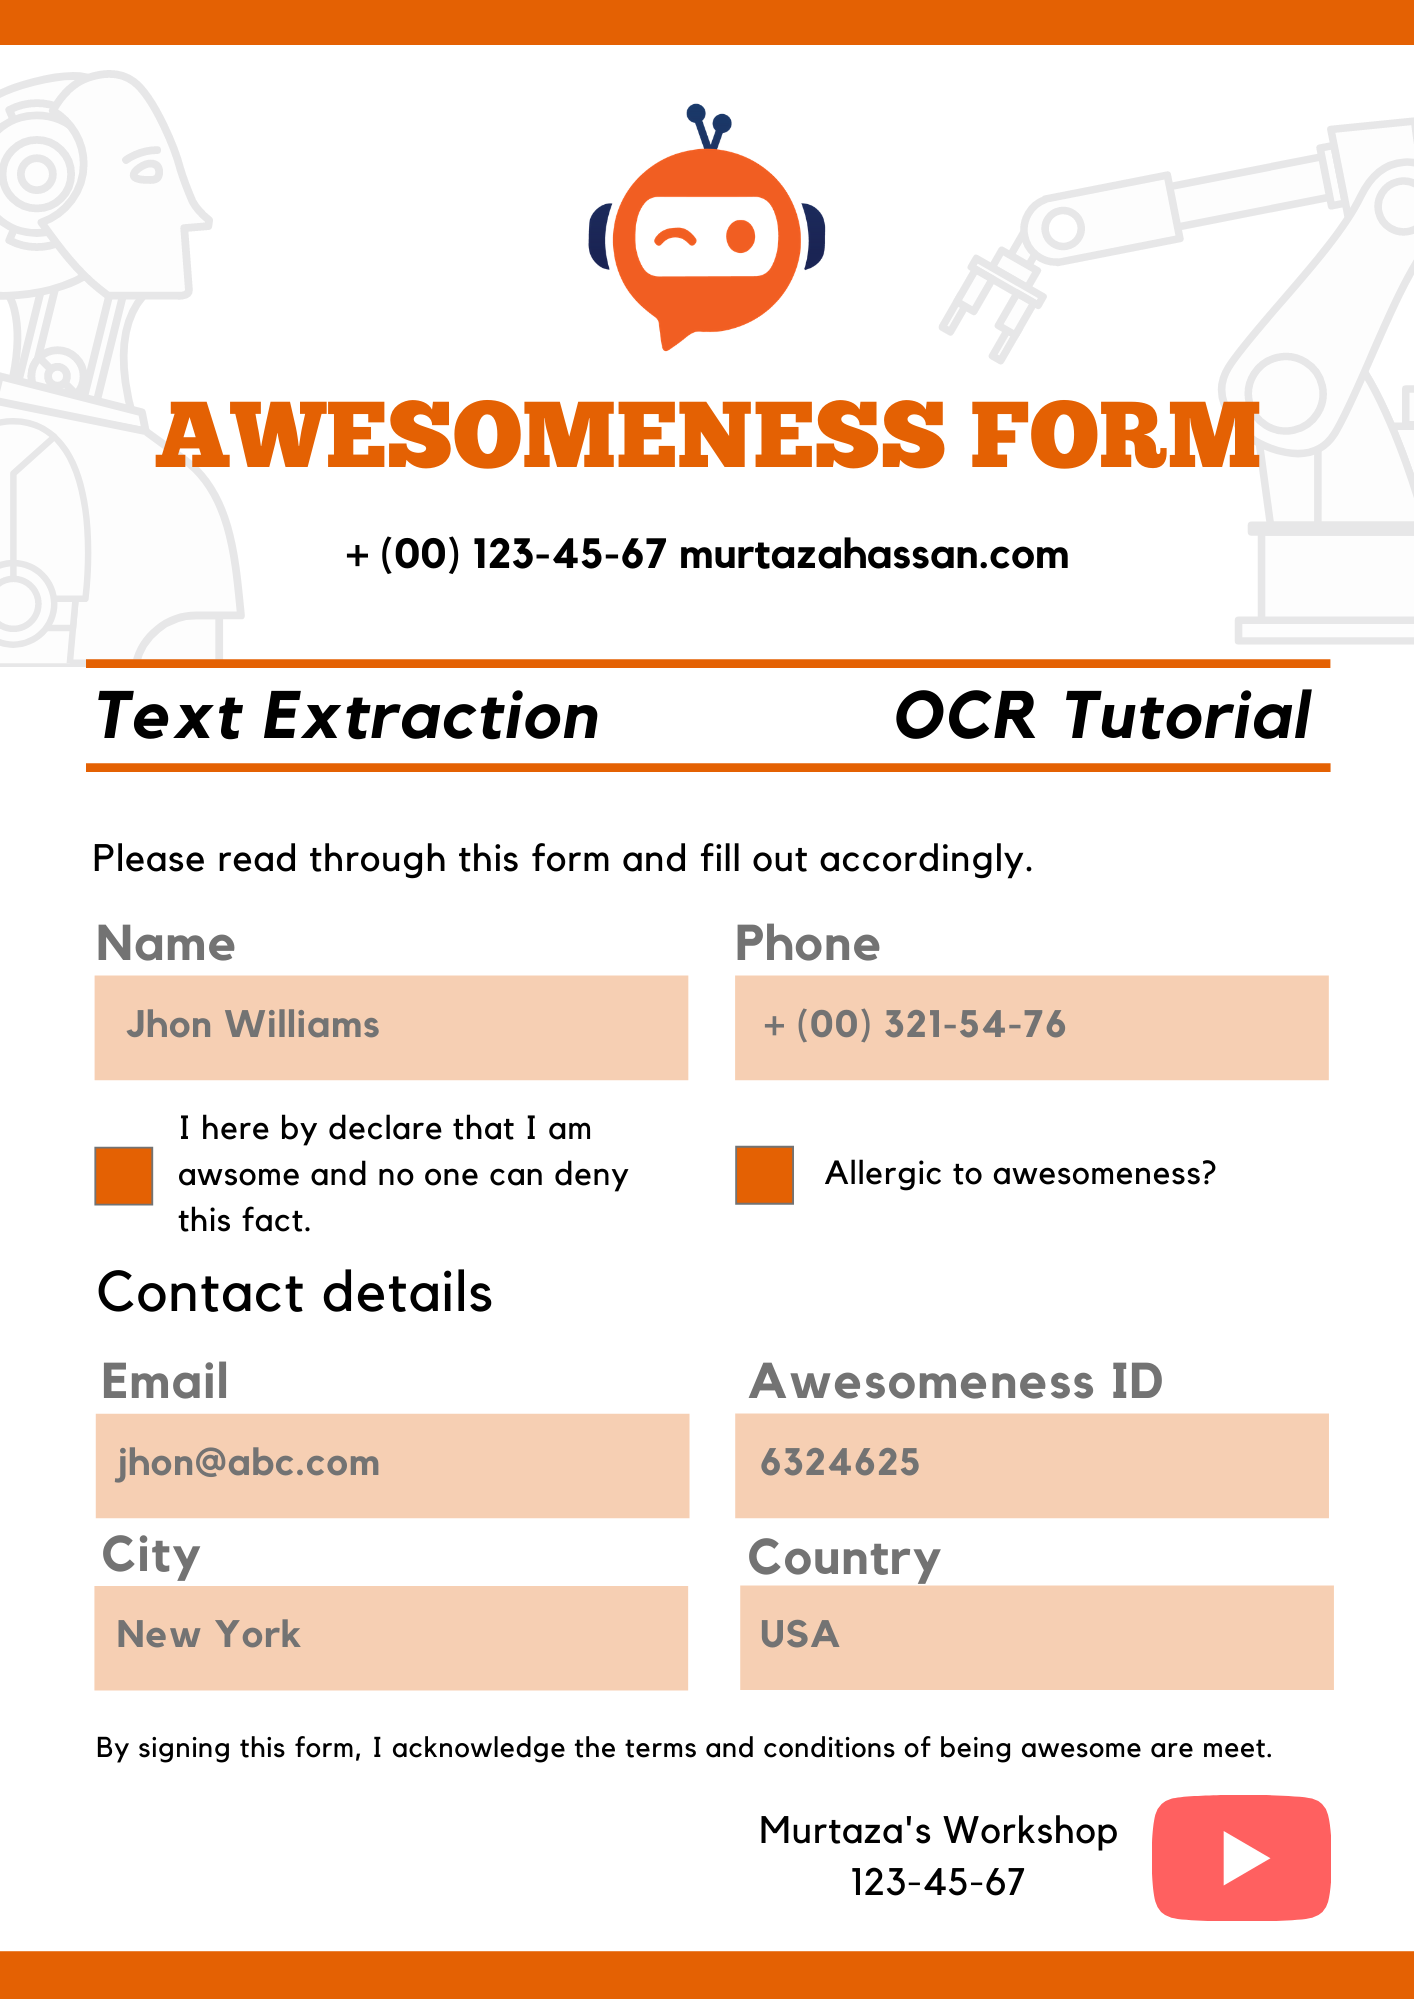 AWESOMENESS FORM
+ (00) 123-45-67 murtazahassan.com
Text Extraction OCR Tutorial
Please read through this form and fill out accordingly.
Name Phone
Jhon Williams + (00) 321-54-76
I here by declare that I am
awsome and no one can deny
this fact.
Allergic to awesomeness?
Contact details
Email Awesomeness ID
jhon@abc.com 6324625
City Country
New York USA
By signing this form, I acknowledge the terms and conditions of being awesome are meet.
Murtaza's Workshop
123-45-67